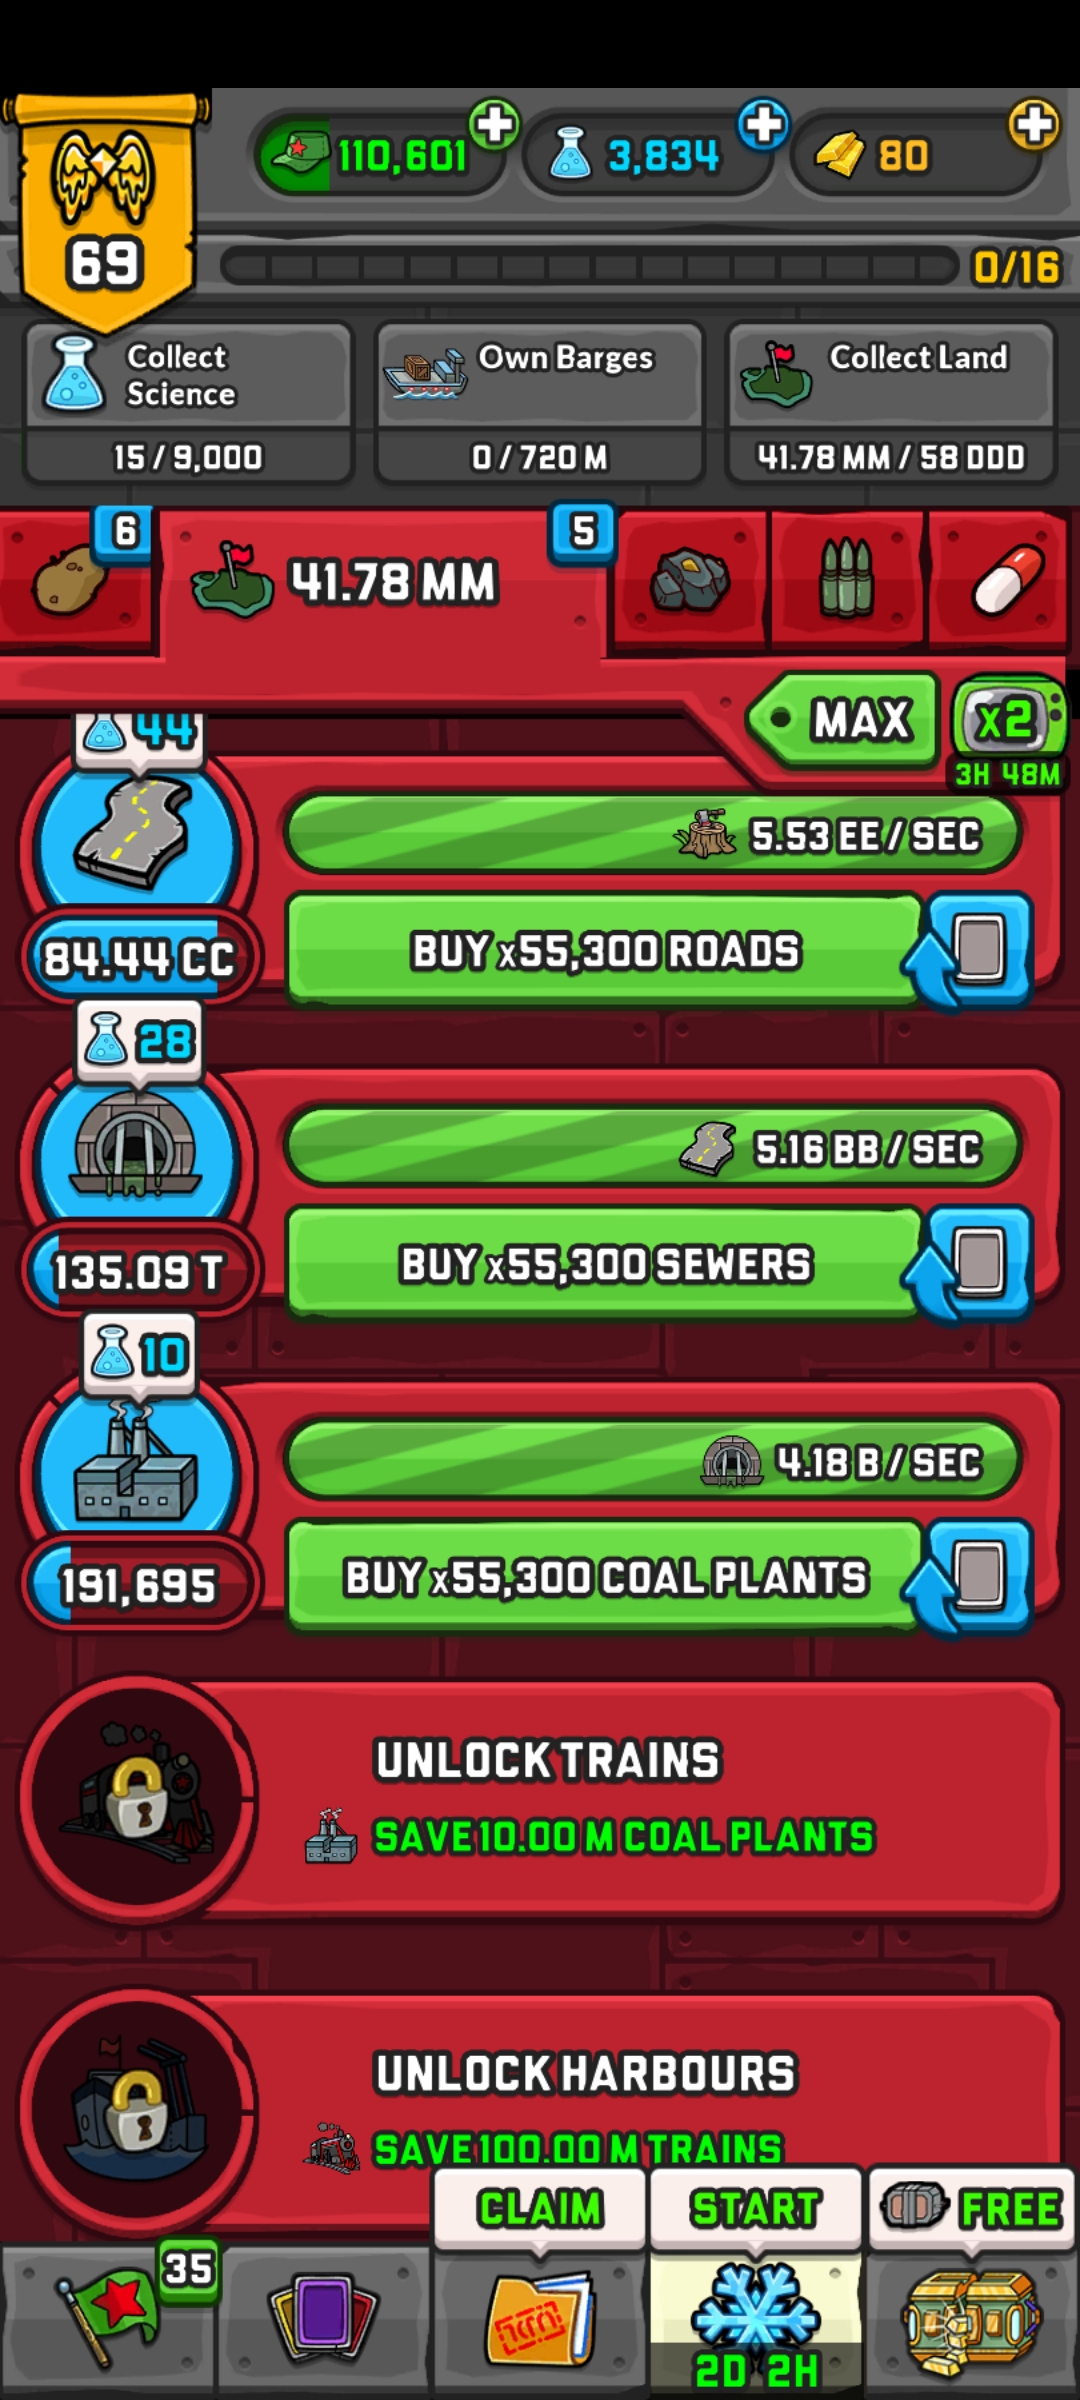 110,601
3,834
80
69
0/16
Collect
Science
15 / 9,000
Own Barges
0 / 720 M
Collect Land
41.78 MM / 58 DDD
6
41.78 MM
5
MAX
x2
3H 48M
44
5.53 EE / SEC
84.44 CC
BUY x55,300 ROADS
28
5.16 BB / SEC
135.09 T
BUY x55,300 SEWERS
10
4.18 B / SEC
191,695
BUY x55,300 COAL PLANTS
UNLOCK TRAINS
SAVE 10.00 M COAL PLANTS
UNLOCK HARBOURS
SAVE 100.00 M TRAINS
CLAIM
START
FREE
35
2D 2H